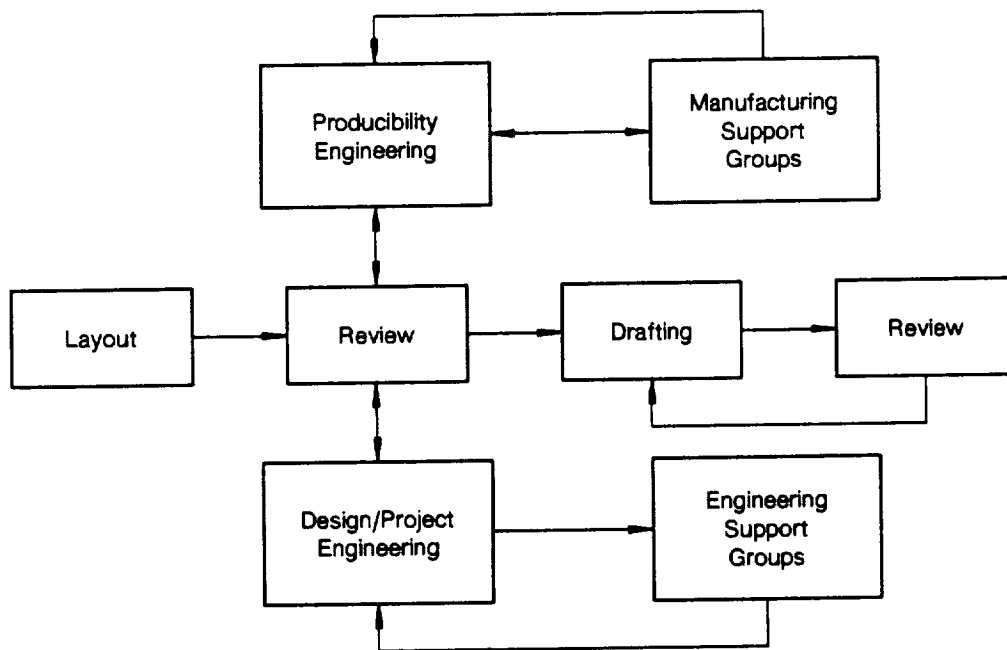 Producibility
Engineering
Manufacturing
Support
Groups
Layout
Review
Drafting
Review
Design/Project
Engineering
Engineering
Support
Groups